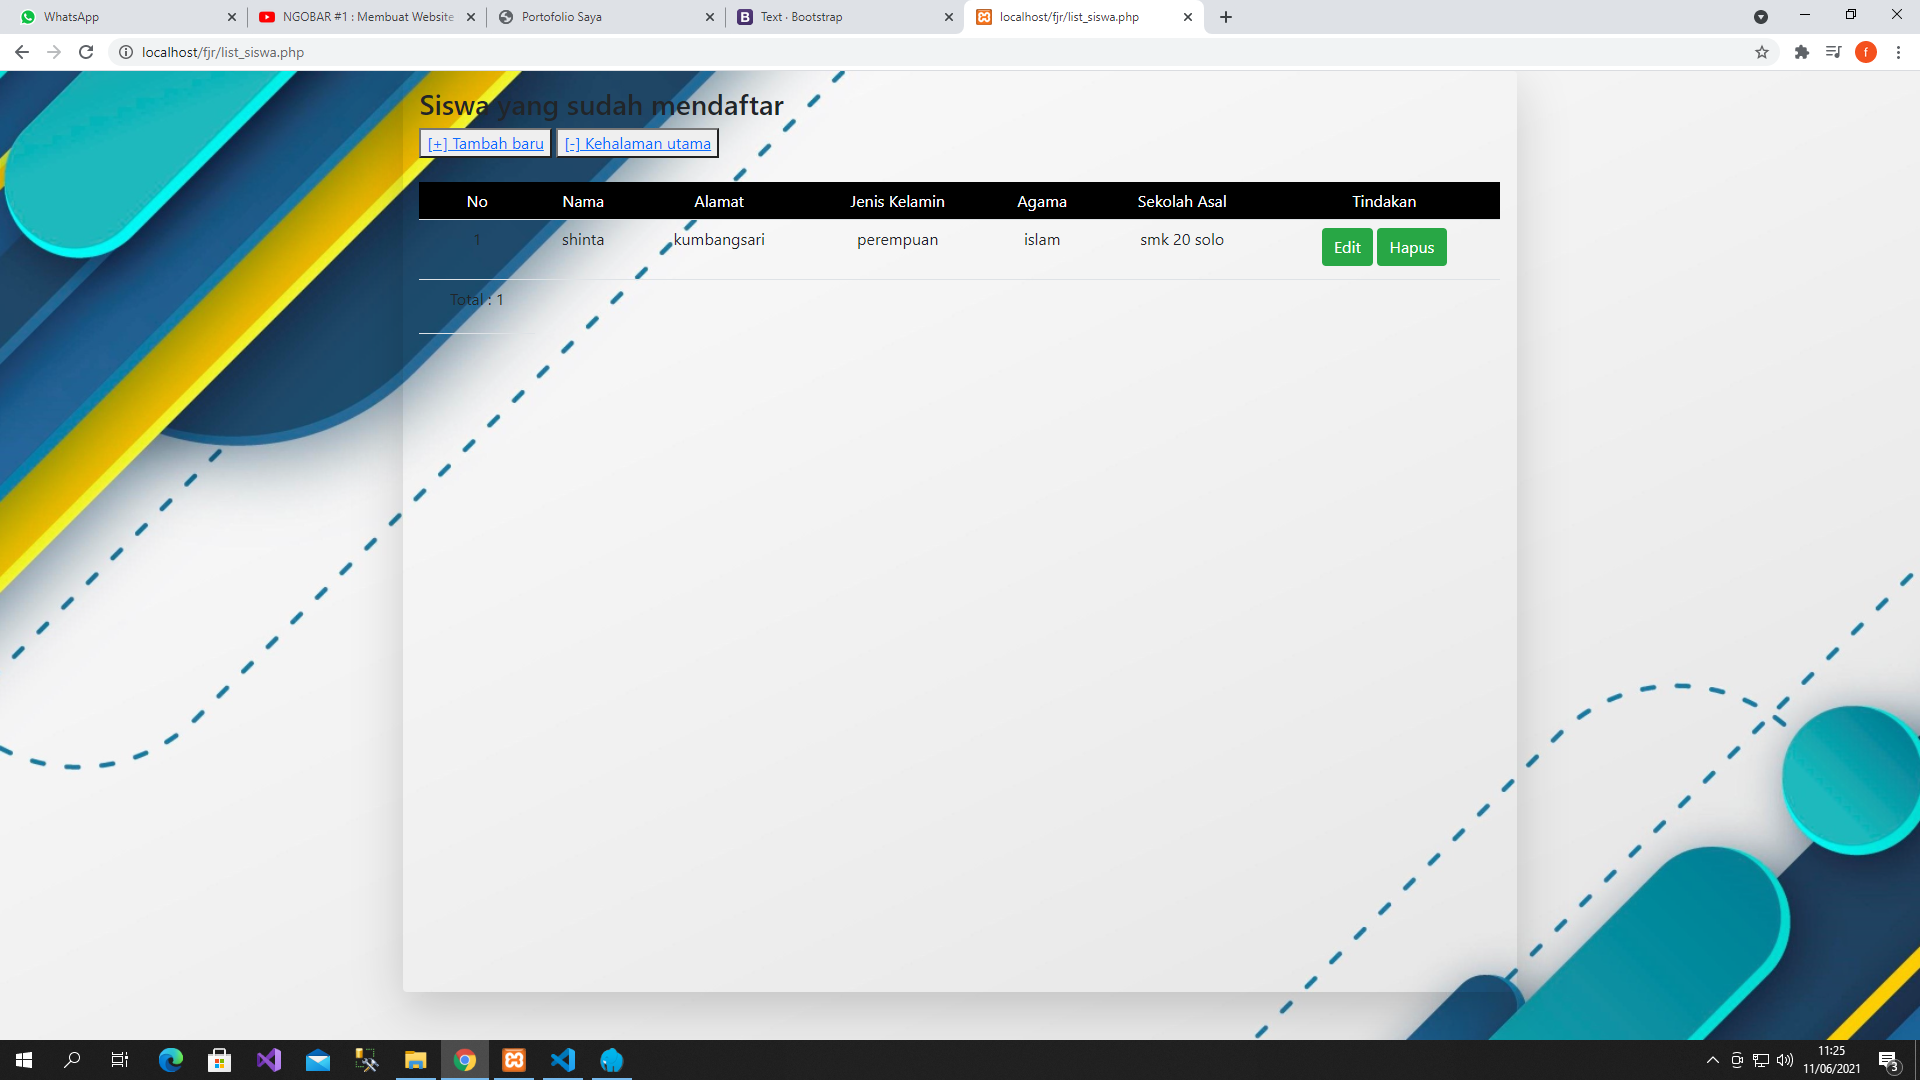 WhatsApp
NGOBAR #1 : Membuat Website
Portofolio Saya
Text · Bootstrap
localhost/fjr/list_siswa.php
localhost/fjr/list_siswa.php
f
Siswa yang sudah mendaftar
[+] Tambah baru [-] Kehalaman utama
No Nama Alamat Jenis Kelamin Agama Sekolah Asal Tindakan
1 shinta kumbangsari perempuan islam smk 20 solo Edit Hapus
Total : 1
11:25
11/06/2021
3